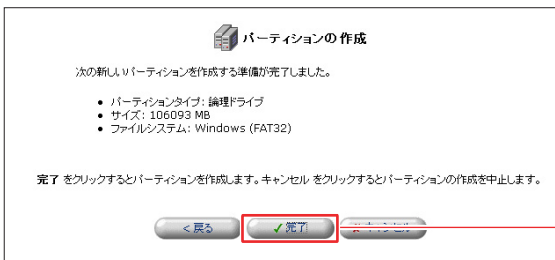 パーティションの作成
次の新しいパーティションを作成する準備が完了しました。
• パーティションタイプ: 論理ドライブ
• サイズ: 106093 MB
• ファイルシステム: Windows (FAT32)
完了 をクリックするとパーティションを作成します。キャンセル をクリックするとパーティションの作成を中止します。
< 戻る
✓ 完了
× キャンセル